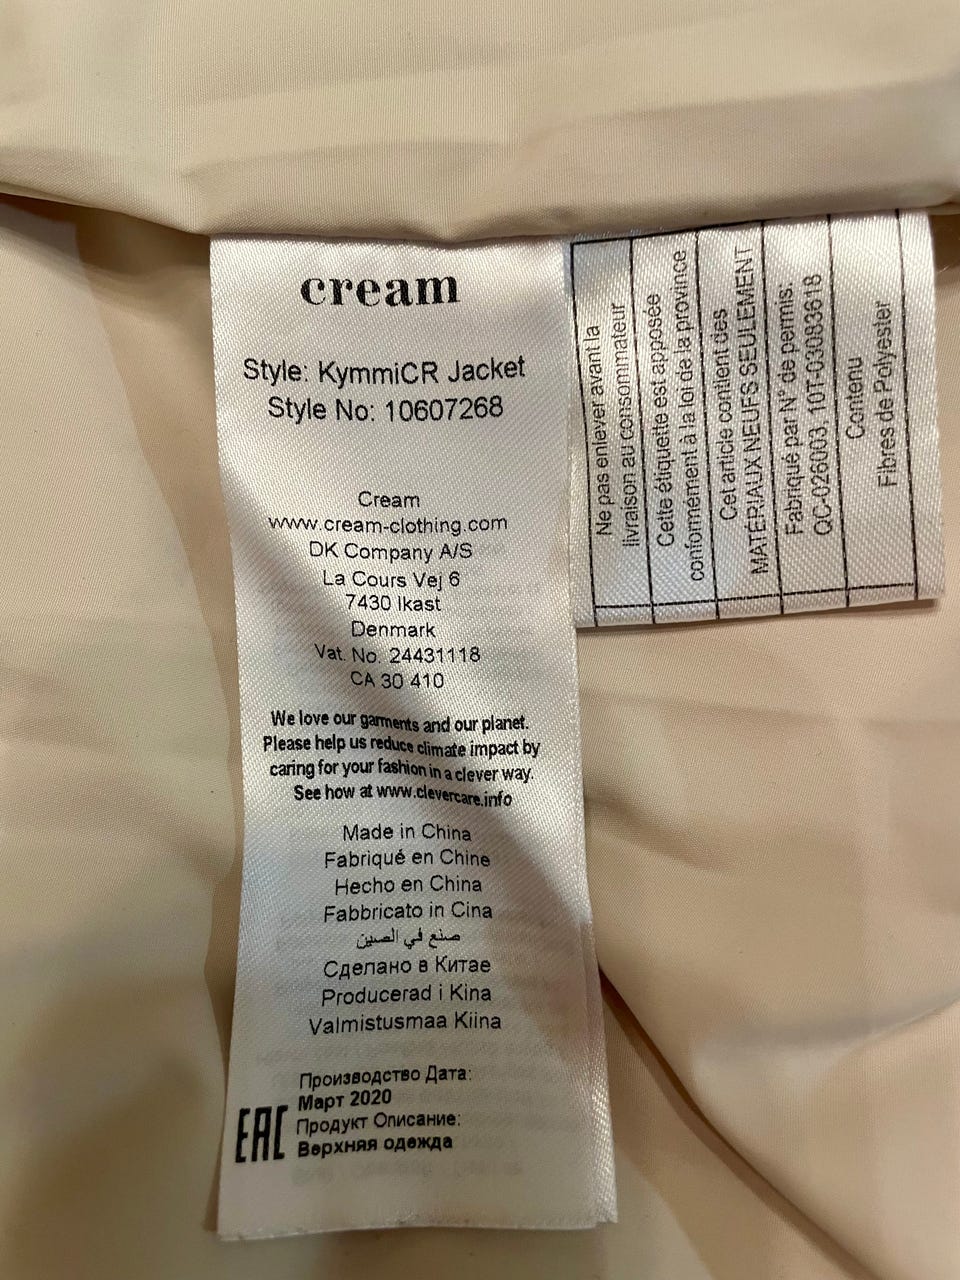 cream
Style: KymmiCR Jacket
Style No: 10607268
Cream
www.cream-clothing.com
DK Company A/S
La Cours Vej 6
7430 Ikast
Denmark
Vat. No. 24431118
CA 30 410
We love our garments and our planet.
Please help us reduce climate impact by
caring for your fashion in a clever way.
See how at www.clevercare.info
Made in China
Fabriqué en Chine
Hecho en China
Fabbricato in Cina
صنع في الصين
Сделано в Китае
Producerad i Kina
Valmistusmaa Kiina
Производство Дата:
Март 2020
EAC
Продукт Описание:
Верхняя одежда
Ne pas enlever avant la
livraison au consommateur
Cette étiquette est apposée
conformément à la loi de la province
Cet article contient des
MATÉRIAUX NEUFS SEULEMENT
Fabriqué par N° de permis:
QC-026003 10T-03083618
Contenu
Fibres de Polyester